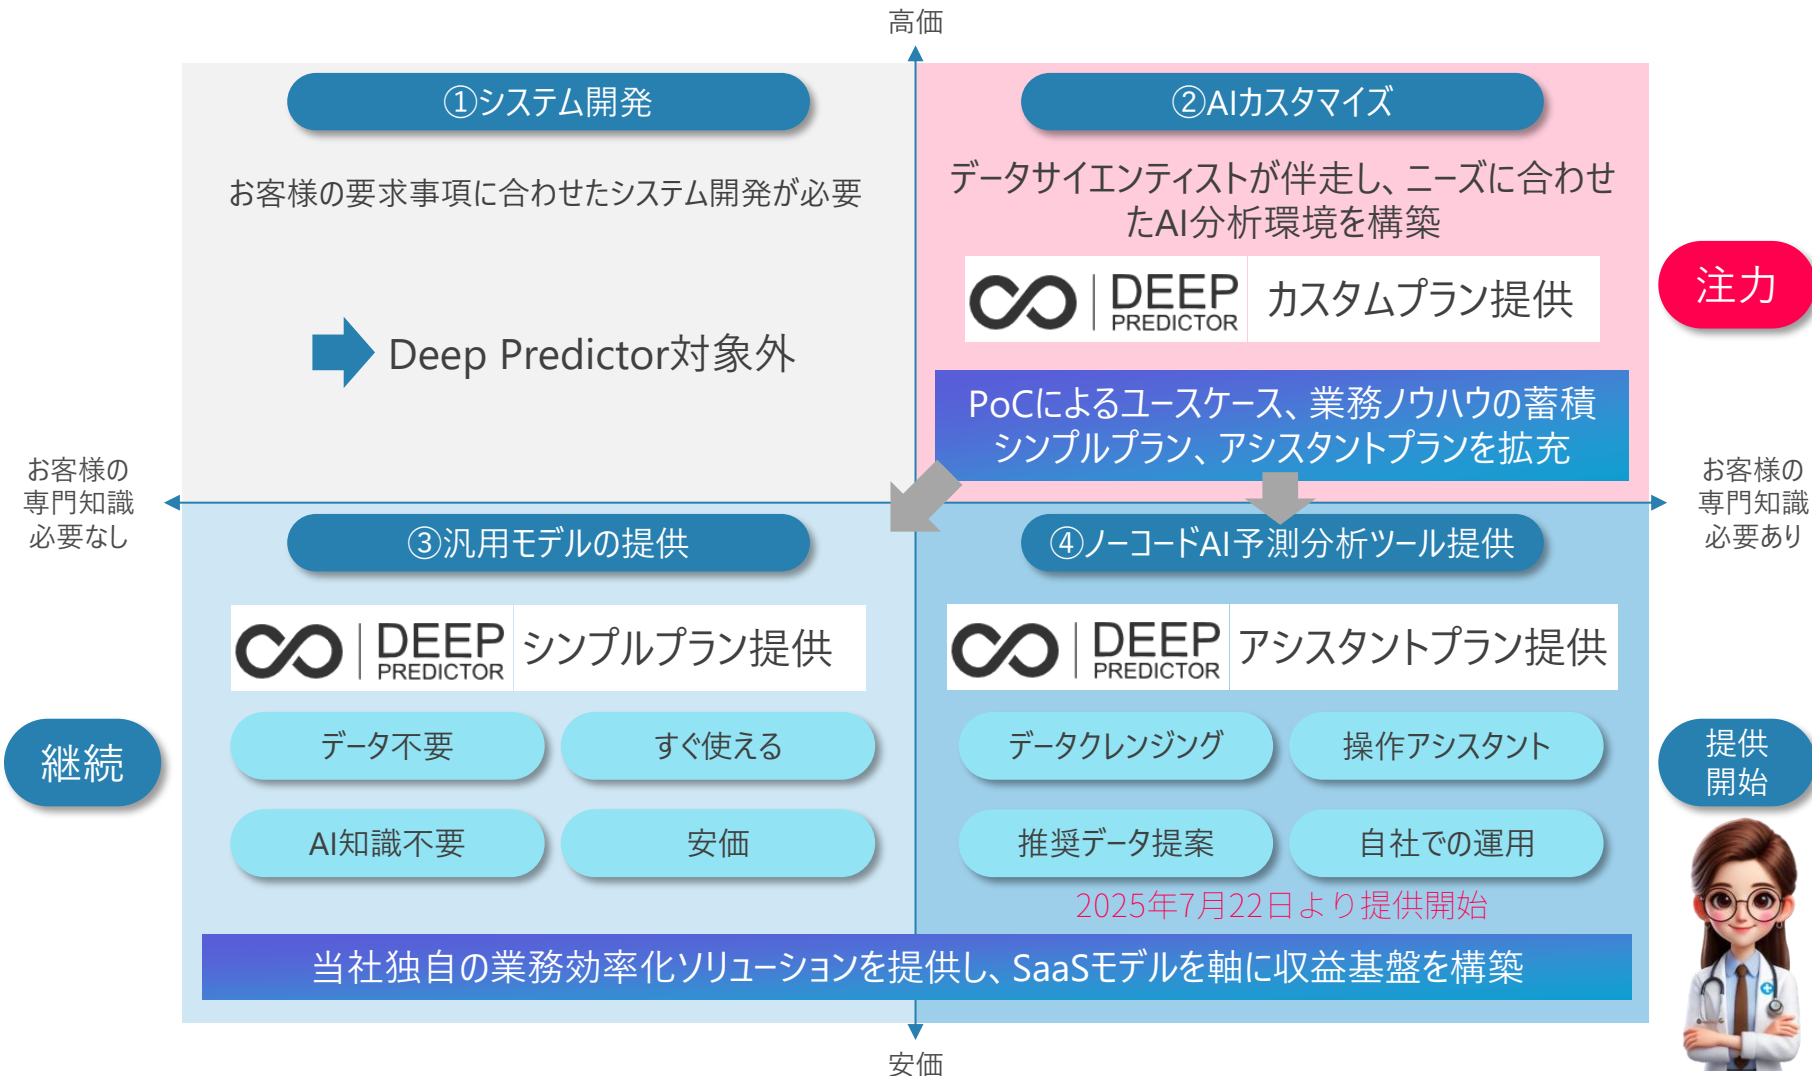 高価
①システム開発
お客様の要求事項に合わせたシステム開発が必要
Deep Predictor対象外
②AIカスタマイズ
データサイエンティストが伴走し、ニーズに合わせ
たAI分析環境を構築
DEEP
PREDICTOR
カスタムプラン提供
PoCによるユースケース、業務ノウハウの蓄積
シンプルプラン、アシスタントプランを拡充
注力
お客様の
専門知識
必要なし
お客様の
専門知識
必要あり
③汎用モデルの提供
DEEP
PREDICTOR
シンプルプラン提供
データ不要
すぐ使える
AI知識不要
安価
継続
④ノーコードAI予測分析ツール提供
DEEP
PREDICTOR
アシスタントプラン提供
データクレンジング
操作アシスタント
推奨データ提案
自社での運用
2025年7月22日より提供開始
提供
開始
当社独自の業務効率化ソリューションを提供し、SaaSモデルを軸に収益基盤を構築
安価